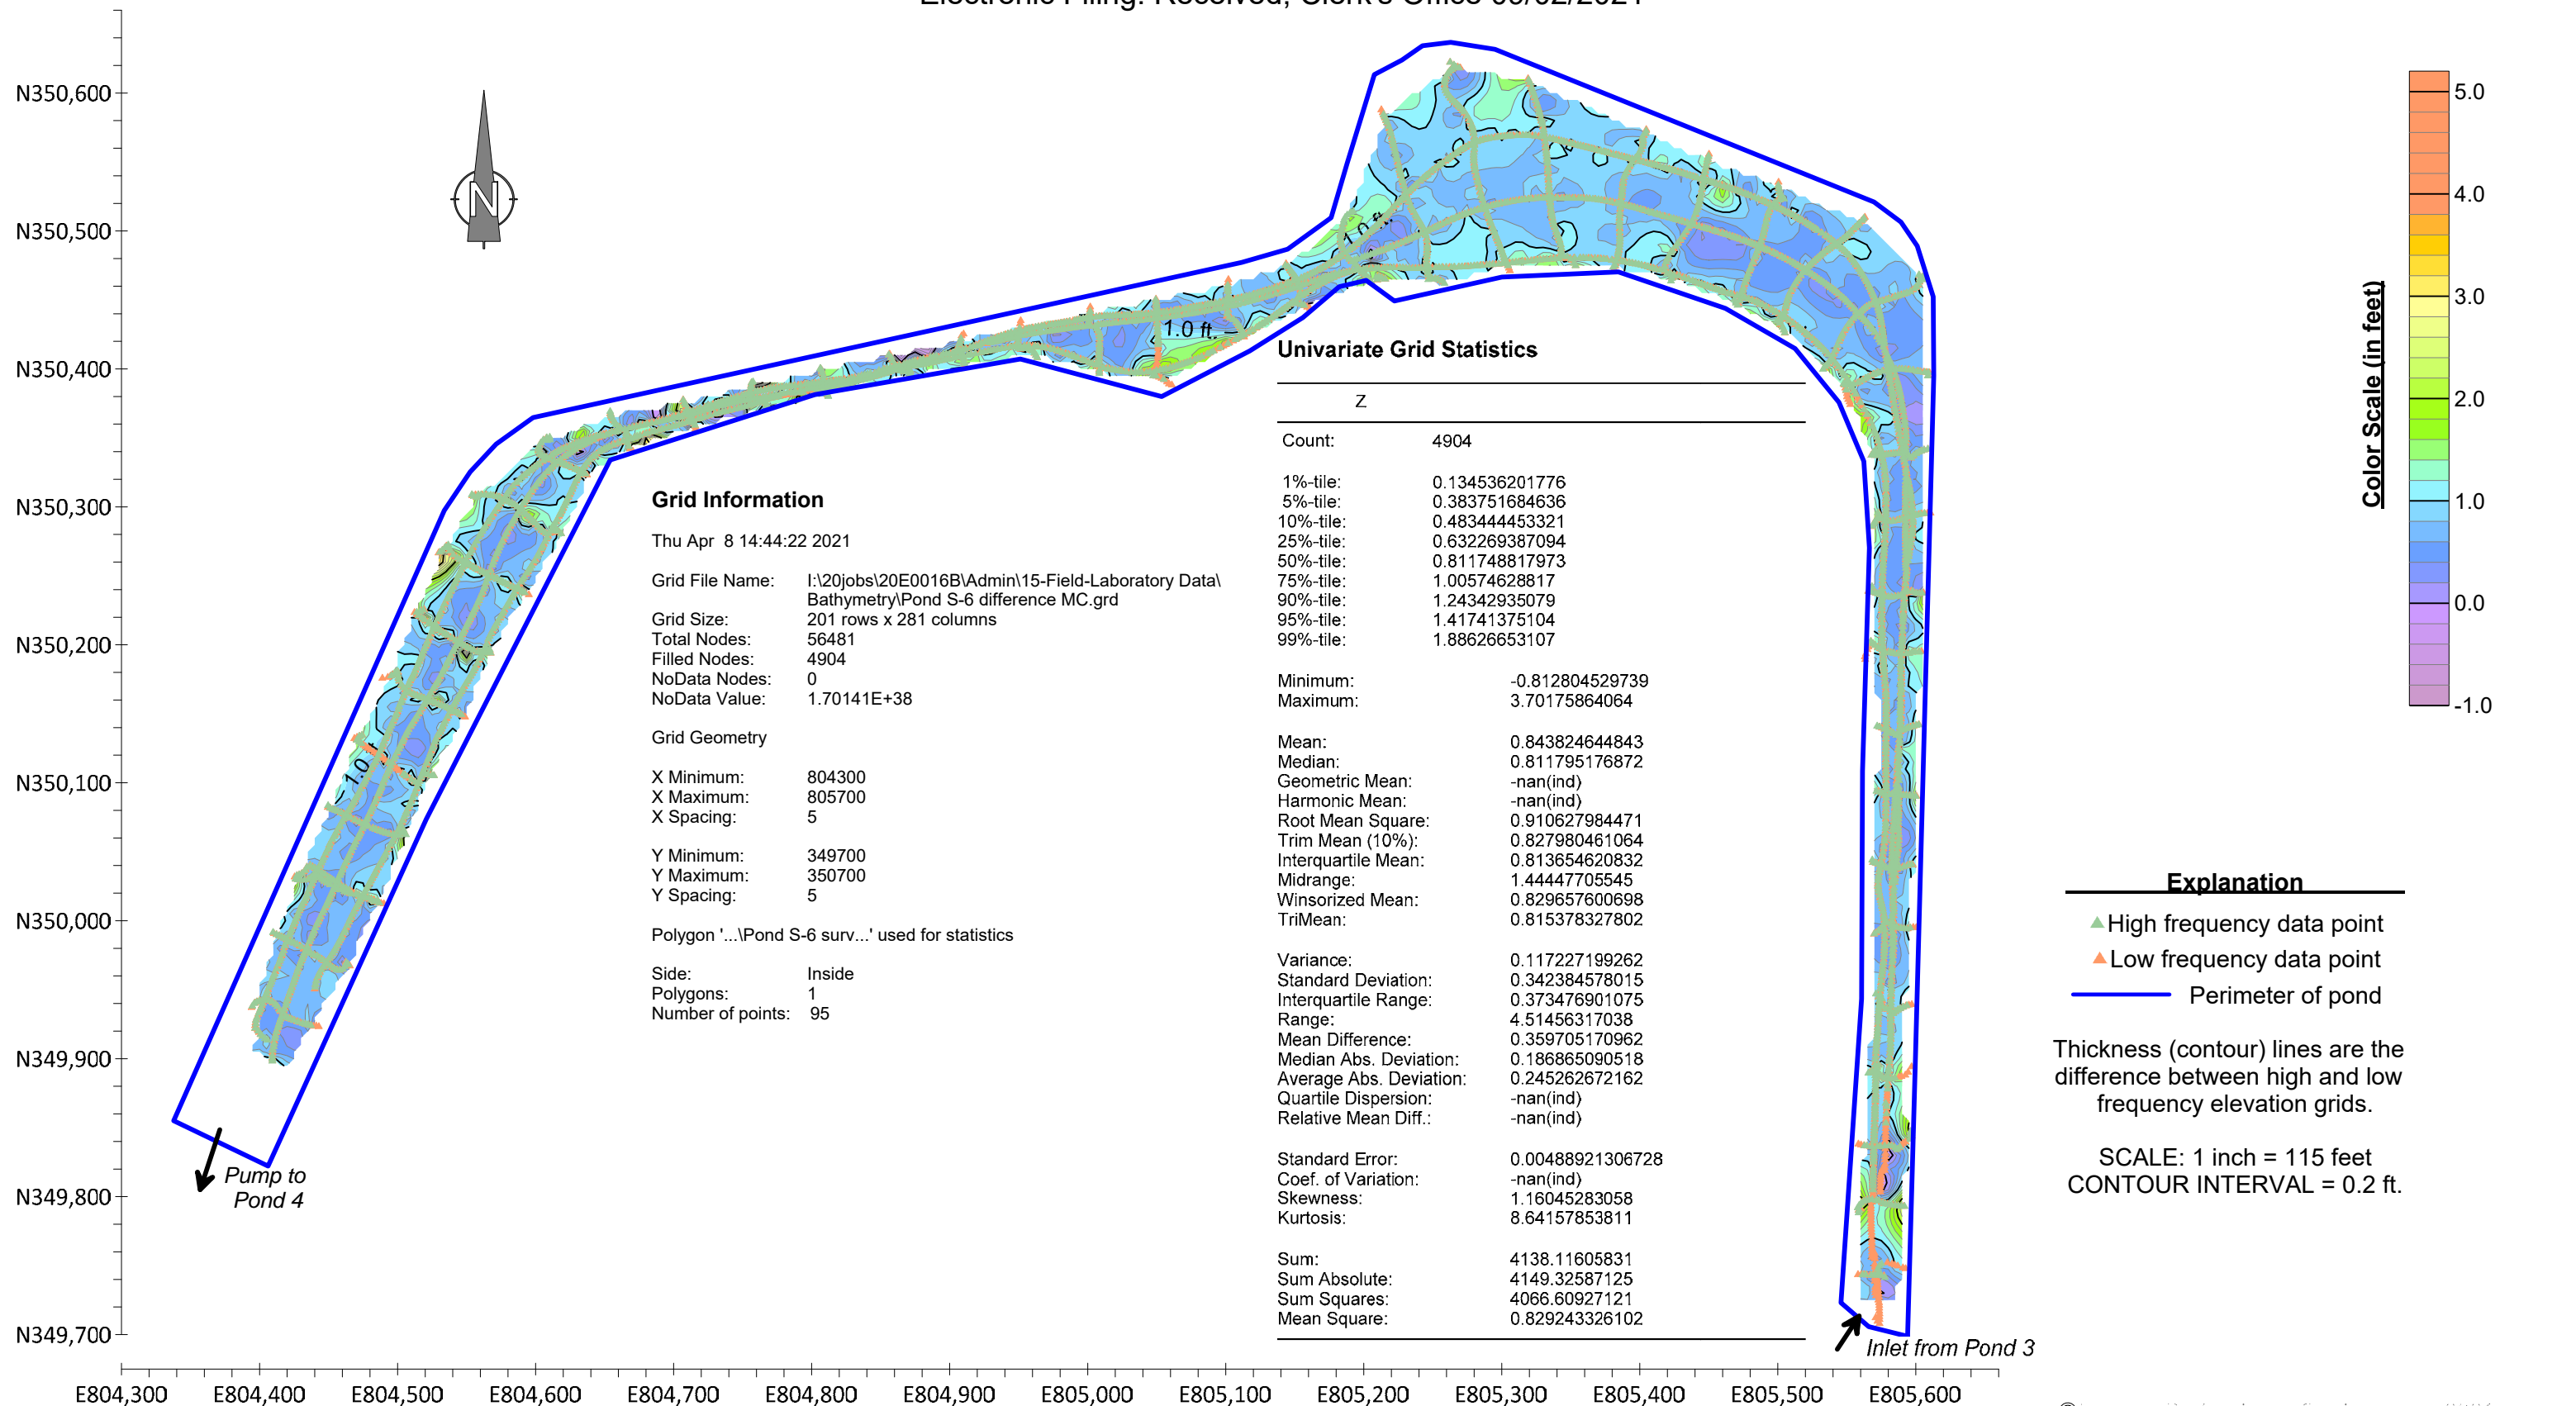 Electronic Filing: Received, Clerk's Office 09/02/2021
N350,600
N350,500
N350,400
N350,300
N350,200
N350,100
N350,000
N349,900
N349,800
N349,700
E804,300 E804,400 E804,500 E804,600 E804,700 E804,800 E804,900 E805,000 E805,100 E805,200 E805,300 E805,400 E805,500 E805,600
N
1.0 ft.
1.0 ft.
1.0
Pump to
Pond 4
Inlet from Pond 3
Grid Information
Thu Apr 8 14:44:22 2021
Grid File Name: I:\20jobs\20E0016B\Admin\15-Field-Laboratory Data\
Bathymetry\Pond S-6 difference MC.grd
Grid Size: 201 rows x 281 columns
Total Nodes: 56481
Filled Nodes: 4904
NoData Nodes: 0
NoData Value: 1.70141E+38
Grid Geometry
X Minimum: 804300
X Maximum: 805700
X Spacing: 5
Y Minimum: 349700
Y Maximum: 350700
Y Spacing: 5
Polygon '...\Pond S-6 surv...' used for statistics
Side: Inside
Polygons: 1
Number of points: 95
Univariate Grid Statistics
Z
Count: 4904
1%-tile: 0.134536201776
5%-tile: 0.383751684636
10%-tile: 0.483444453321
25%-tile: 0.632269387094
50%-tile: 0.811748817973
75%-tile: 1.00574628817
90%-tile: 1.24342935079
95%-tile: 1.41741375104
99%-tile: 1.88626653107
Minimum: -0.812804529739
Maximum: 3.70175864064
Mean: 0.843824644843
Median: 0.811795176872
Geometric Mean: -nan(ind)
Harmonic Mean: -nan(ind)
Root Mean Square: 0.910627984471
Trim Mean (10%): 0.827980461064
Interquartile Mean: 0.813654620832
Midrange: 1.44447705545
Winsorized Mean: 0.829657600698
TriMean: 0.815378327802
Variance: 0.117227199262
Standard Deviation: 0.342384578015
Interquartile Range: 0.373476901075
Range: 4.51456317038
Mean Difference: 0.359705170962
Median Abs. Deviation: 0.186865090518
Average Abs. Deviation: 0.245262672162
Quartile Dispersion: -nan(ind)
Relative Mean Diff.: -nan(ind)
Standard Error: 0.00488921306728
Coef. of Variation: -nan(ind)
Skewness: 1.16045283058
Kurtosis: 8.64157853811
Sum: 4138.11605831
Sum Absolute: 4149.32587125
Sum Squares: 4066.60927121
Mean Square: 0.829243326102
Color Scale (in feet)
5.0
4.0
3.0
2.0
1.0
0.0
-1.0
Explanation
High frequency data point
Low frequency data point
Perimeter of pond
Thickness (contour) lines are the
difference between high and low
frequency elevation grids.
SCALE: 1 inch = 115 feet
CONTOUR INTERVAL = 0.2 ft.